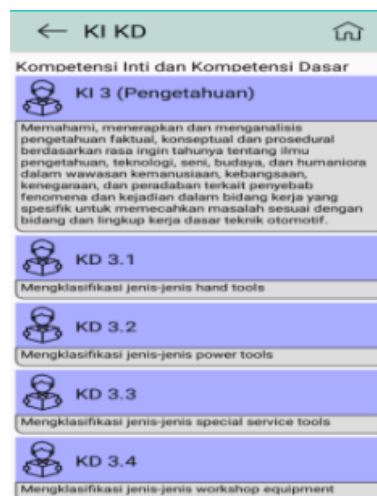 KI KD
Kompetensi Inti dan Kompetensi Dasar
KI 3 (Pengetahuan)
Memahami, menerapkan dan menganalisis
pengetahuan faktual, konseptual dan prosedural
berdasarkan rasa ingin tahunya tentang ilmu
pengetahuan, teknologi, seni, budaya, dan humaniora
dalam wawasan kemanusiaan, kebangsaan,
kenegaraan, dan peradaban terkait penyebab
fenomena dan kejadian dalam bidang kerja yang
spesifik untuk memecahkan masalah sesuai dengan
bidang dan lingkup kerja dasar teknik otomotif.
KD 3.1
Mengklasifikasi jenis-jenis hand tools
KD 3.2
Mengklasifikasi jenis-jenis power tools
KD 3.3
Mengklasifikasi jenis-jenis special service tools
KD 3.4
Mengklasifikasi jenis-jenis workshop equipment